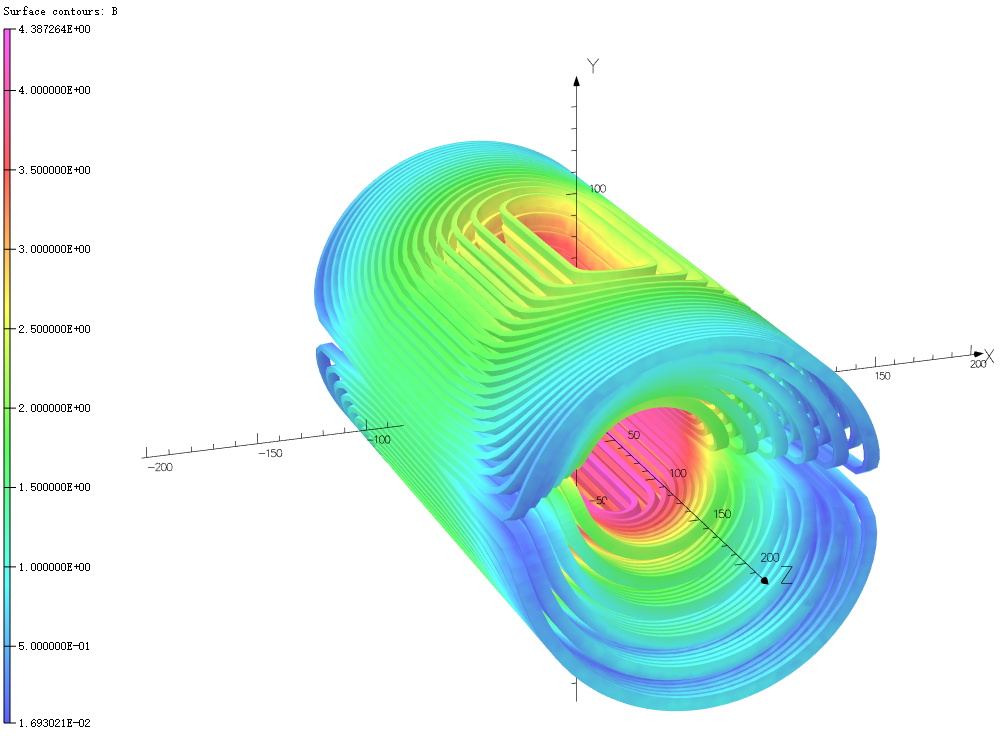 Surface contours: B
4.387264E+00
4.000000E+00
3.500000E+00
3.000000E+00
2.500000E+00
2.000000E+00
1.500000E+00
1.000000E+00
5.000000E-01
1.693021E-02
Y
100
X
200
150
-100
-150
-200
50
100
-50
150
200
Z